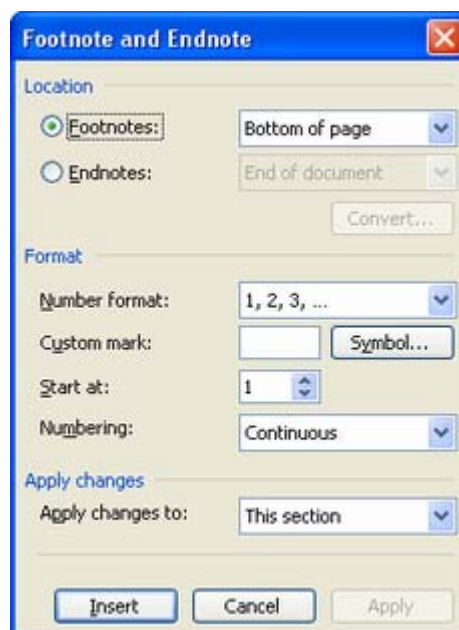 Footnote and Endnote
Location
Footnotes: Bottom of page
Endnotes: End of document
Convert...
Format
Number format: 1, 2, 3, ...
Custom mark: Symbol...
Start at: 1
Numbering: Continuous
Apply changes
Apply changes to: This section
Insert Cancel Apply